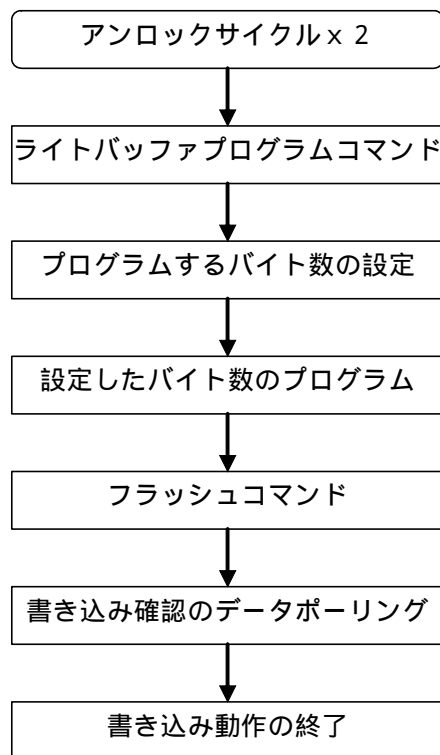 アンロックサイクルx 2
ライトバッファプログラムコマンド
プログラムするバイト数の設定
設定したバイト数のプログラム
フラッシュコマンド
書き込み確認のデータポーリング
書き込み動作の終了